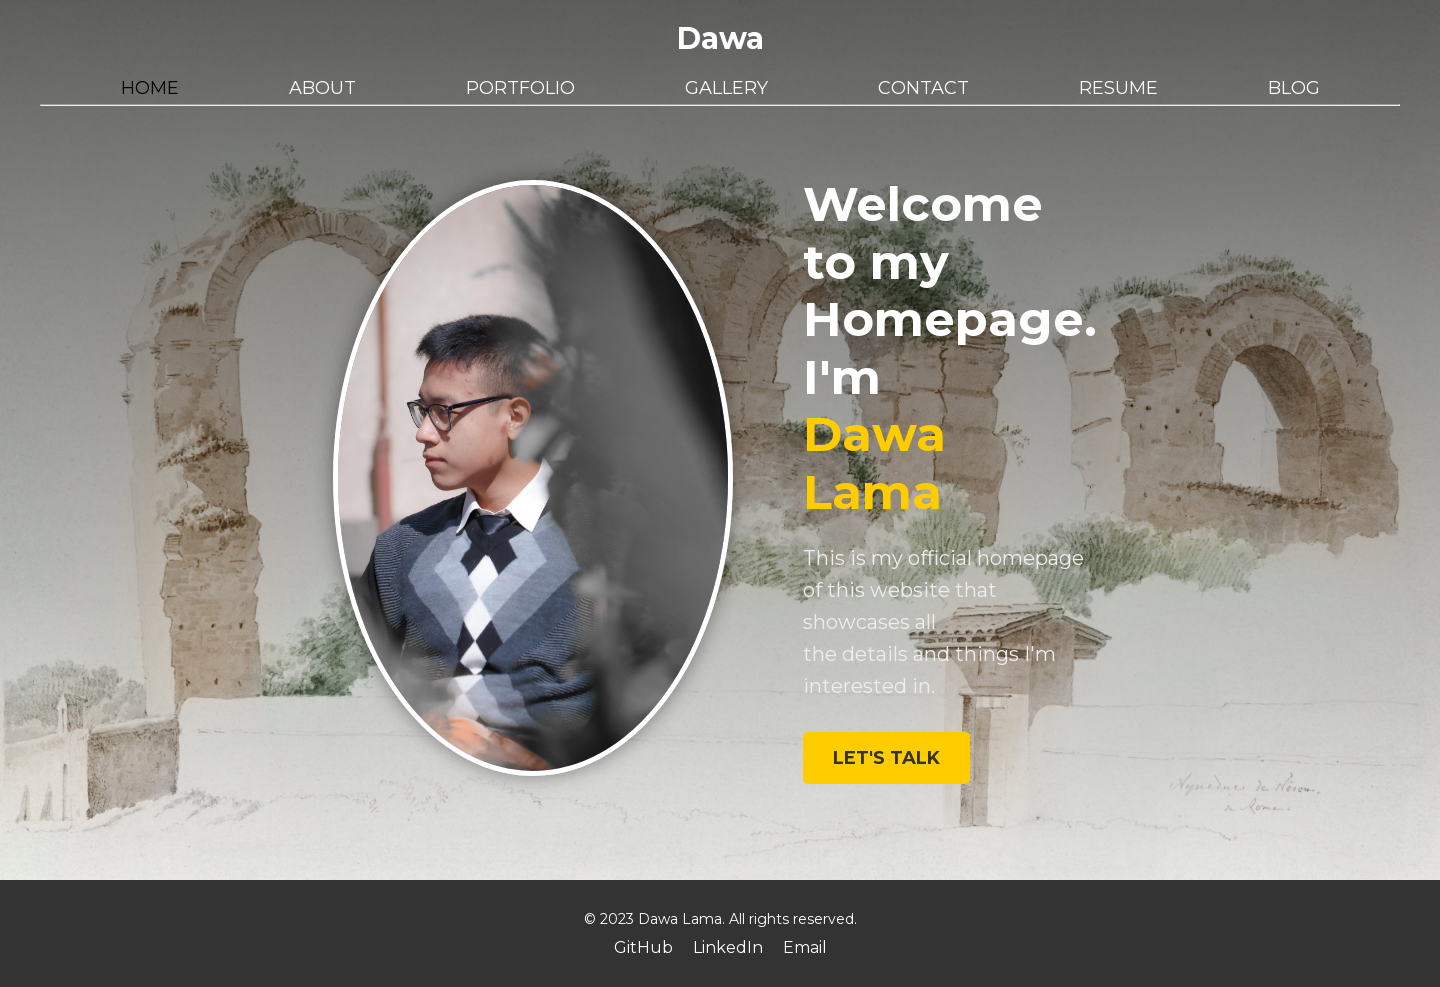 Dawa
HOME ABOUT PORTFOLIO GALLERY CONTACT RESUME BLOG
Welcome
to my
Homepage.
I'm
Dawa
Lama
This is my official homepage
of this website that
showcases all
the details and things I'm
interested in.
LET'S TALK
Aqueduc de Néron.
à Rome.
© 2023 Dawa Lama. All rights reserved.
GitHub LinkedIn Email